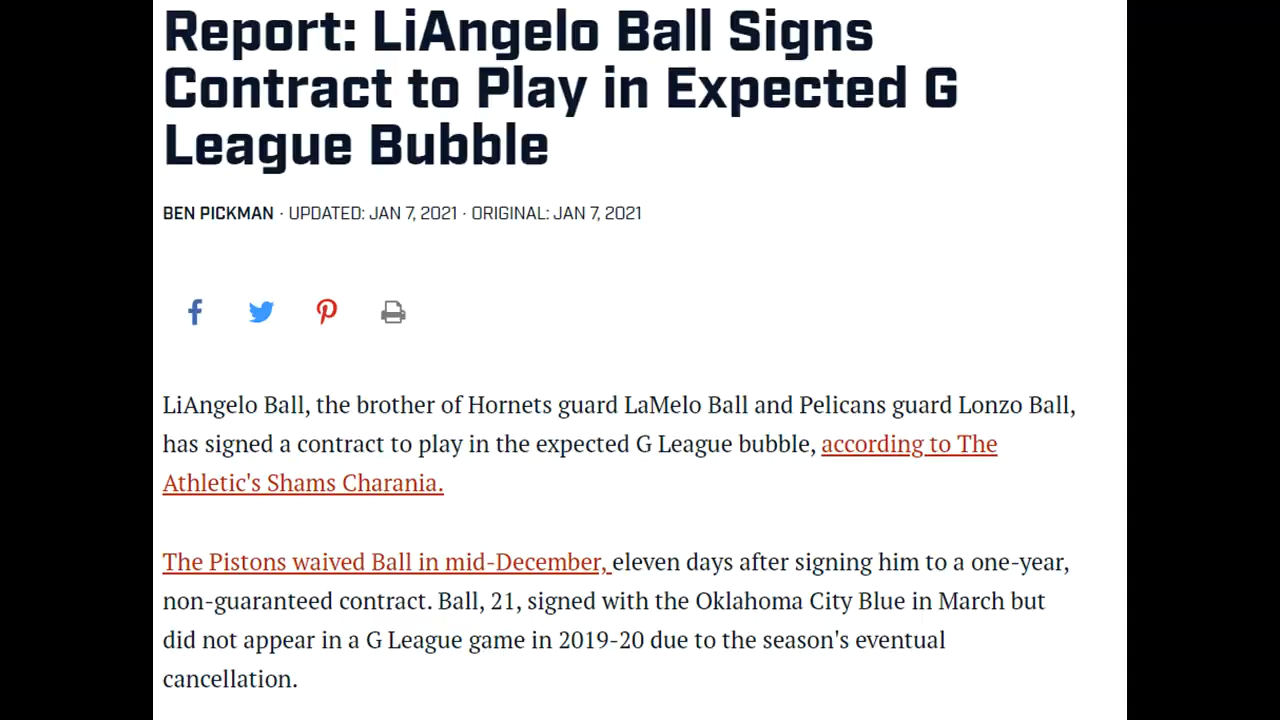 Report: LiAngelo Ball Signs
Contract to Play in Expected G
League Bubble
BEN PICKMAN · UPDATED: JAN 7, 2021 · ORIGINAL: JAN 7, 2021
LiAngelo Ball, the brother of Hornets guard LaMelo Ball and Pelicans guard Lonzo Ball,
has signed a contract to play in the expected G League bubble, according to The
Athletic's Shams Charania.
The Pistons waived Ball in mid-December, eleven days after signing him to a one-year,
non-guaranteed contract. Ball, 21, signed with the Oklahoma City Blue in March but
did not appear in a G League game in 2019-20 due to the season's eventual
cancellation.